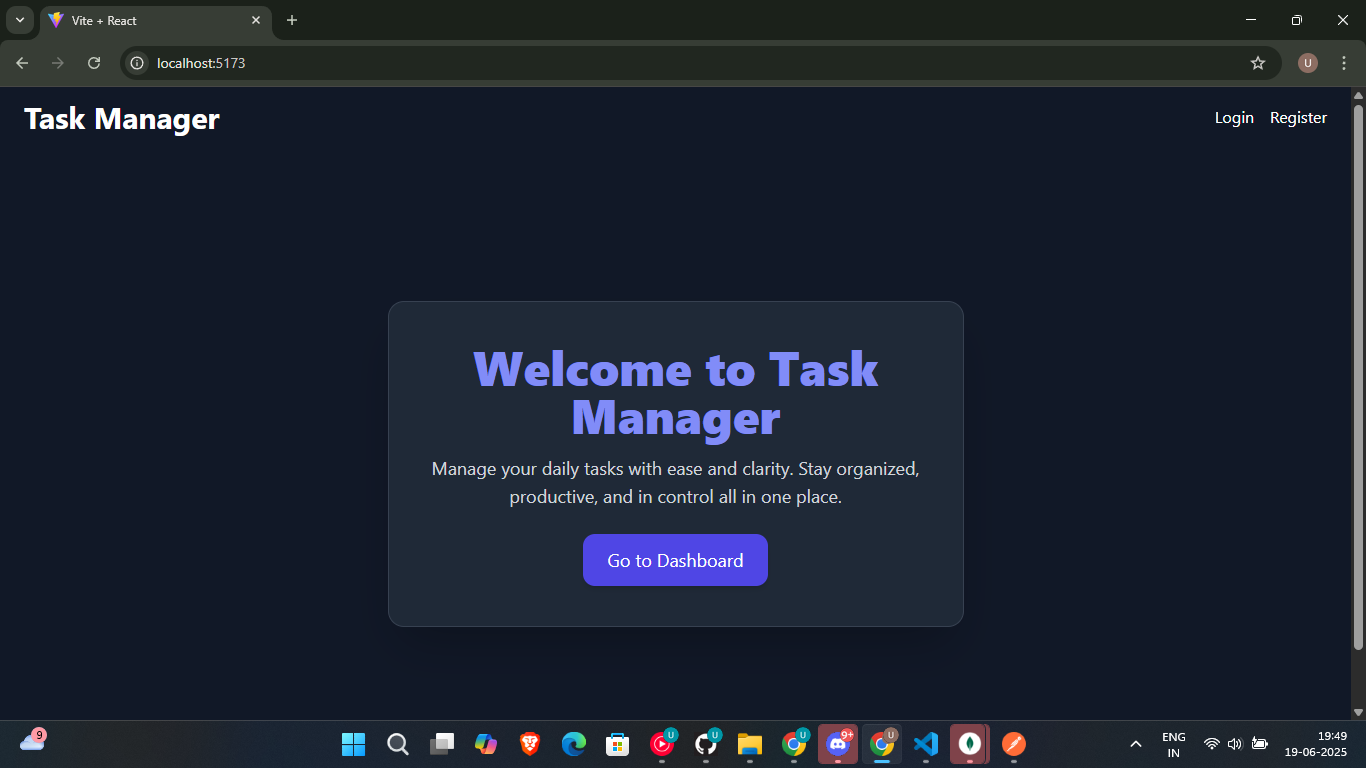 Vite + React
localhost:5173
U
Task Manager
Login Register
Welcome to Task
Manager
Manage your daily tasks with ease and clarity. Stay organized,
productive, and in control all in one place.
Go to Dashboard
9
U
U
U
9+
U
ENG
IN
19:49
19-06-2025